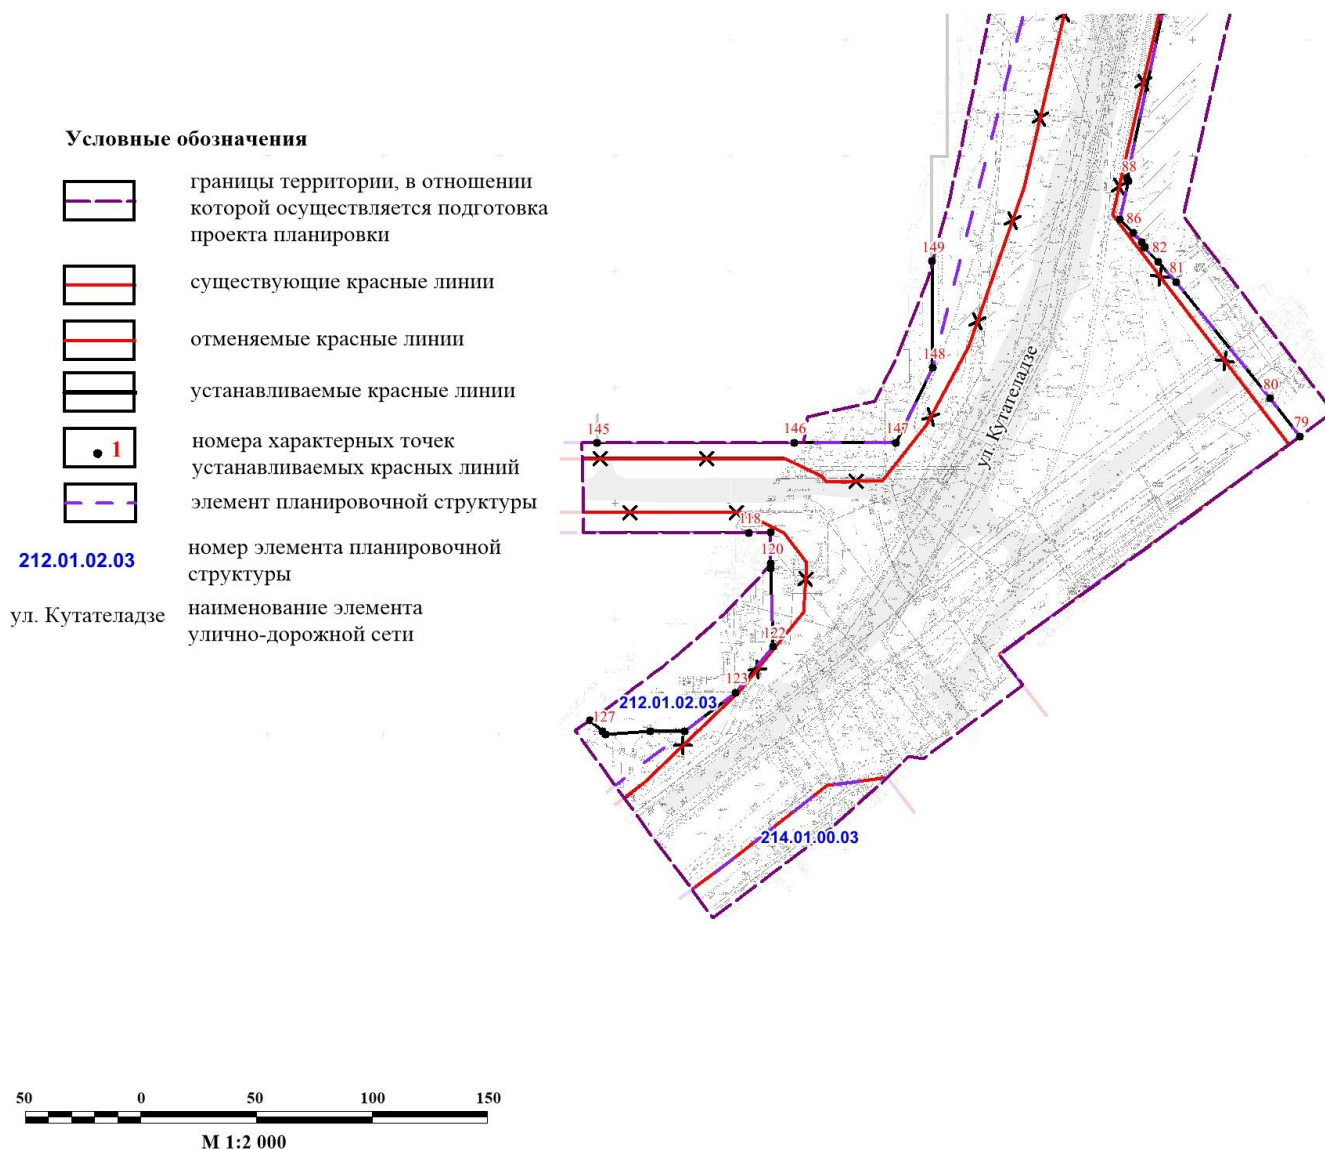 Условные обозначения
границы территории, в отношении
которой осуществляется подготовка
проекта планировки
существующие красные линии
отменяемые красные линии
устанавливаемые красные линии
1
номера характерных точек
устанавливаемых красных линий
элемент планировочной структуры
212.01.02.03
номер элемента планировочной
структуры
ул. Кутателадзе
наименование элемента
улично-дорожной сети
88
86
82
81
80
79
149
148
145
146
147
ул. Кутателадзе
118
120
122
123
212.01.02.03
127
214.01.00.03
50 0 50 100 150
М 1:2 000